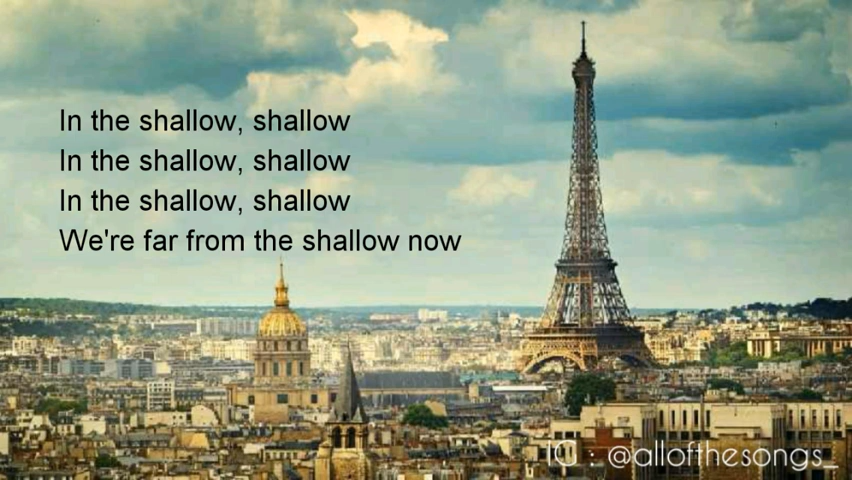 In the shallow, shallow
In the shallow, shallow
In the shallow, shallow
We're far from the shallow now
IG : @allofthesongs_